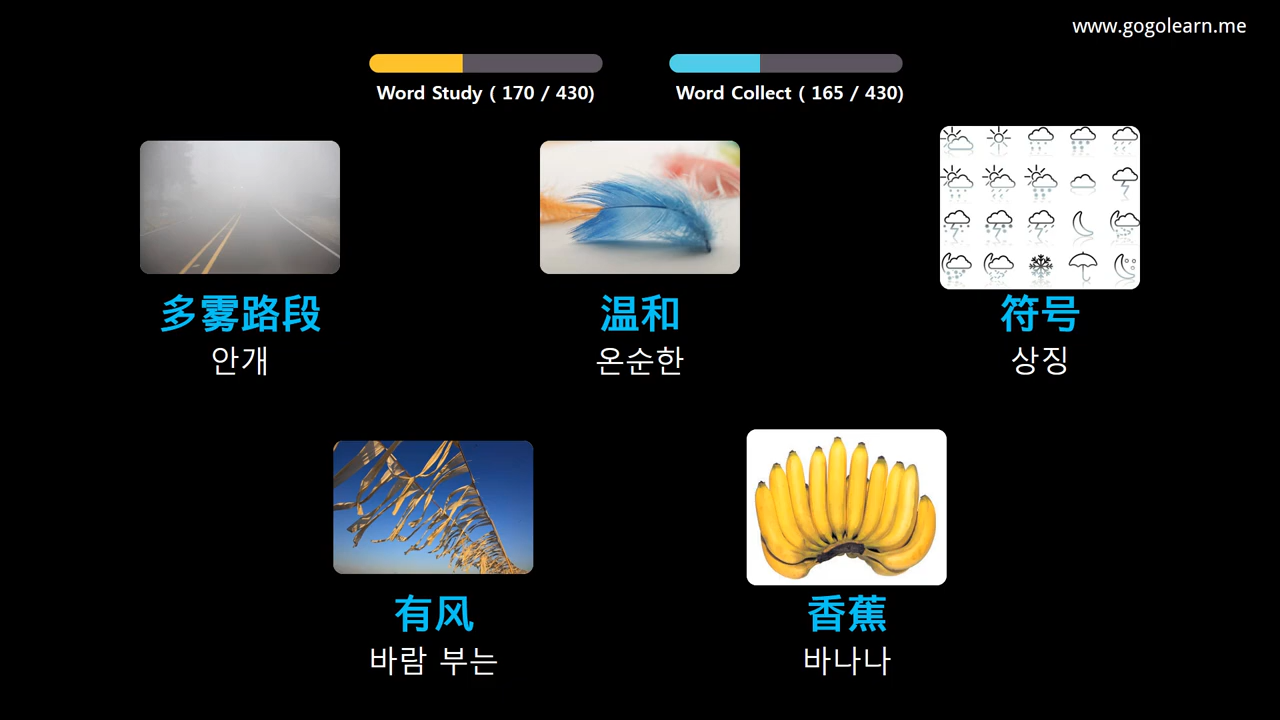 www.gogolearn.me
Word Study ( 170 / 430)
Word Collect ( 165 / 430)
多雾路段
안개
温和
온순한
符号
상징
有风
바람 부는
香蕉
바나나